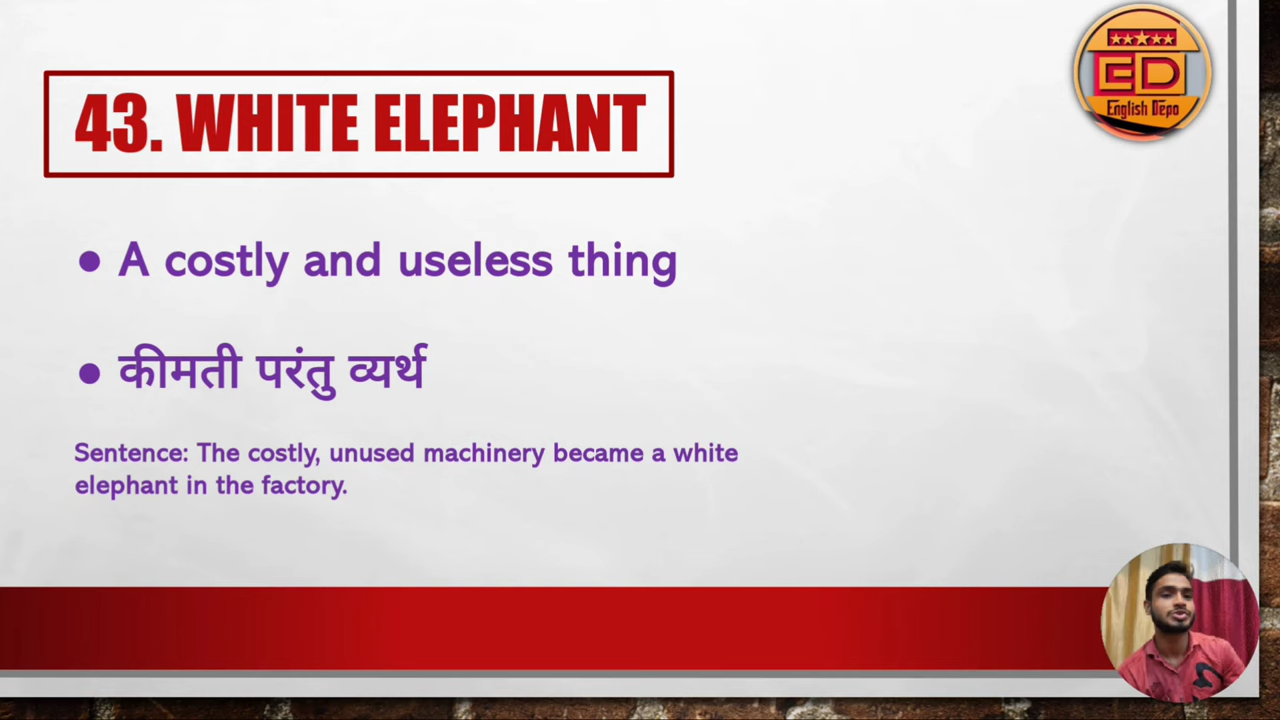 43. WHITE ELEPHANT
ED
English Depo
• A costly and useless thing
• कीमती परंतु व्यर्थ
Sentence: The costly, unused machinery became a white
elephant in the factory.